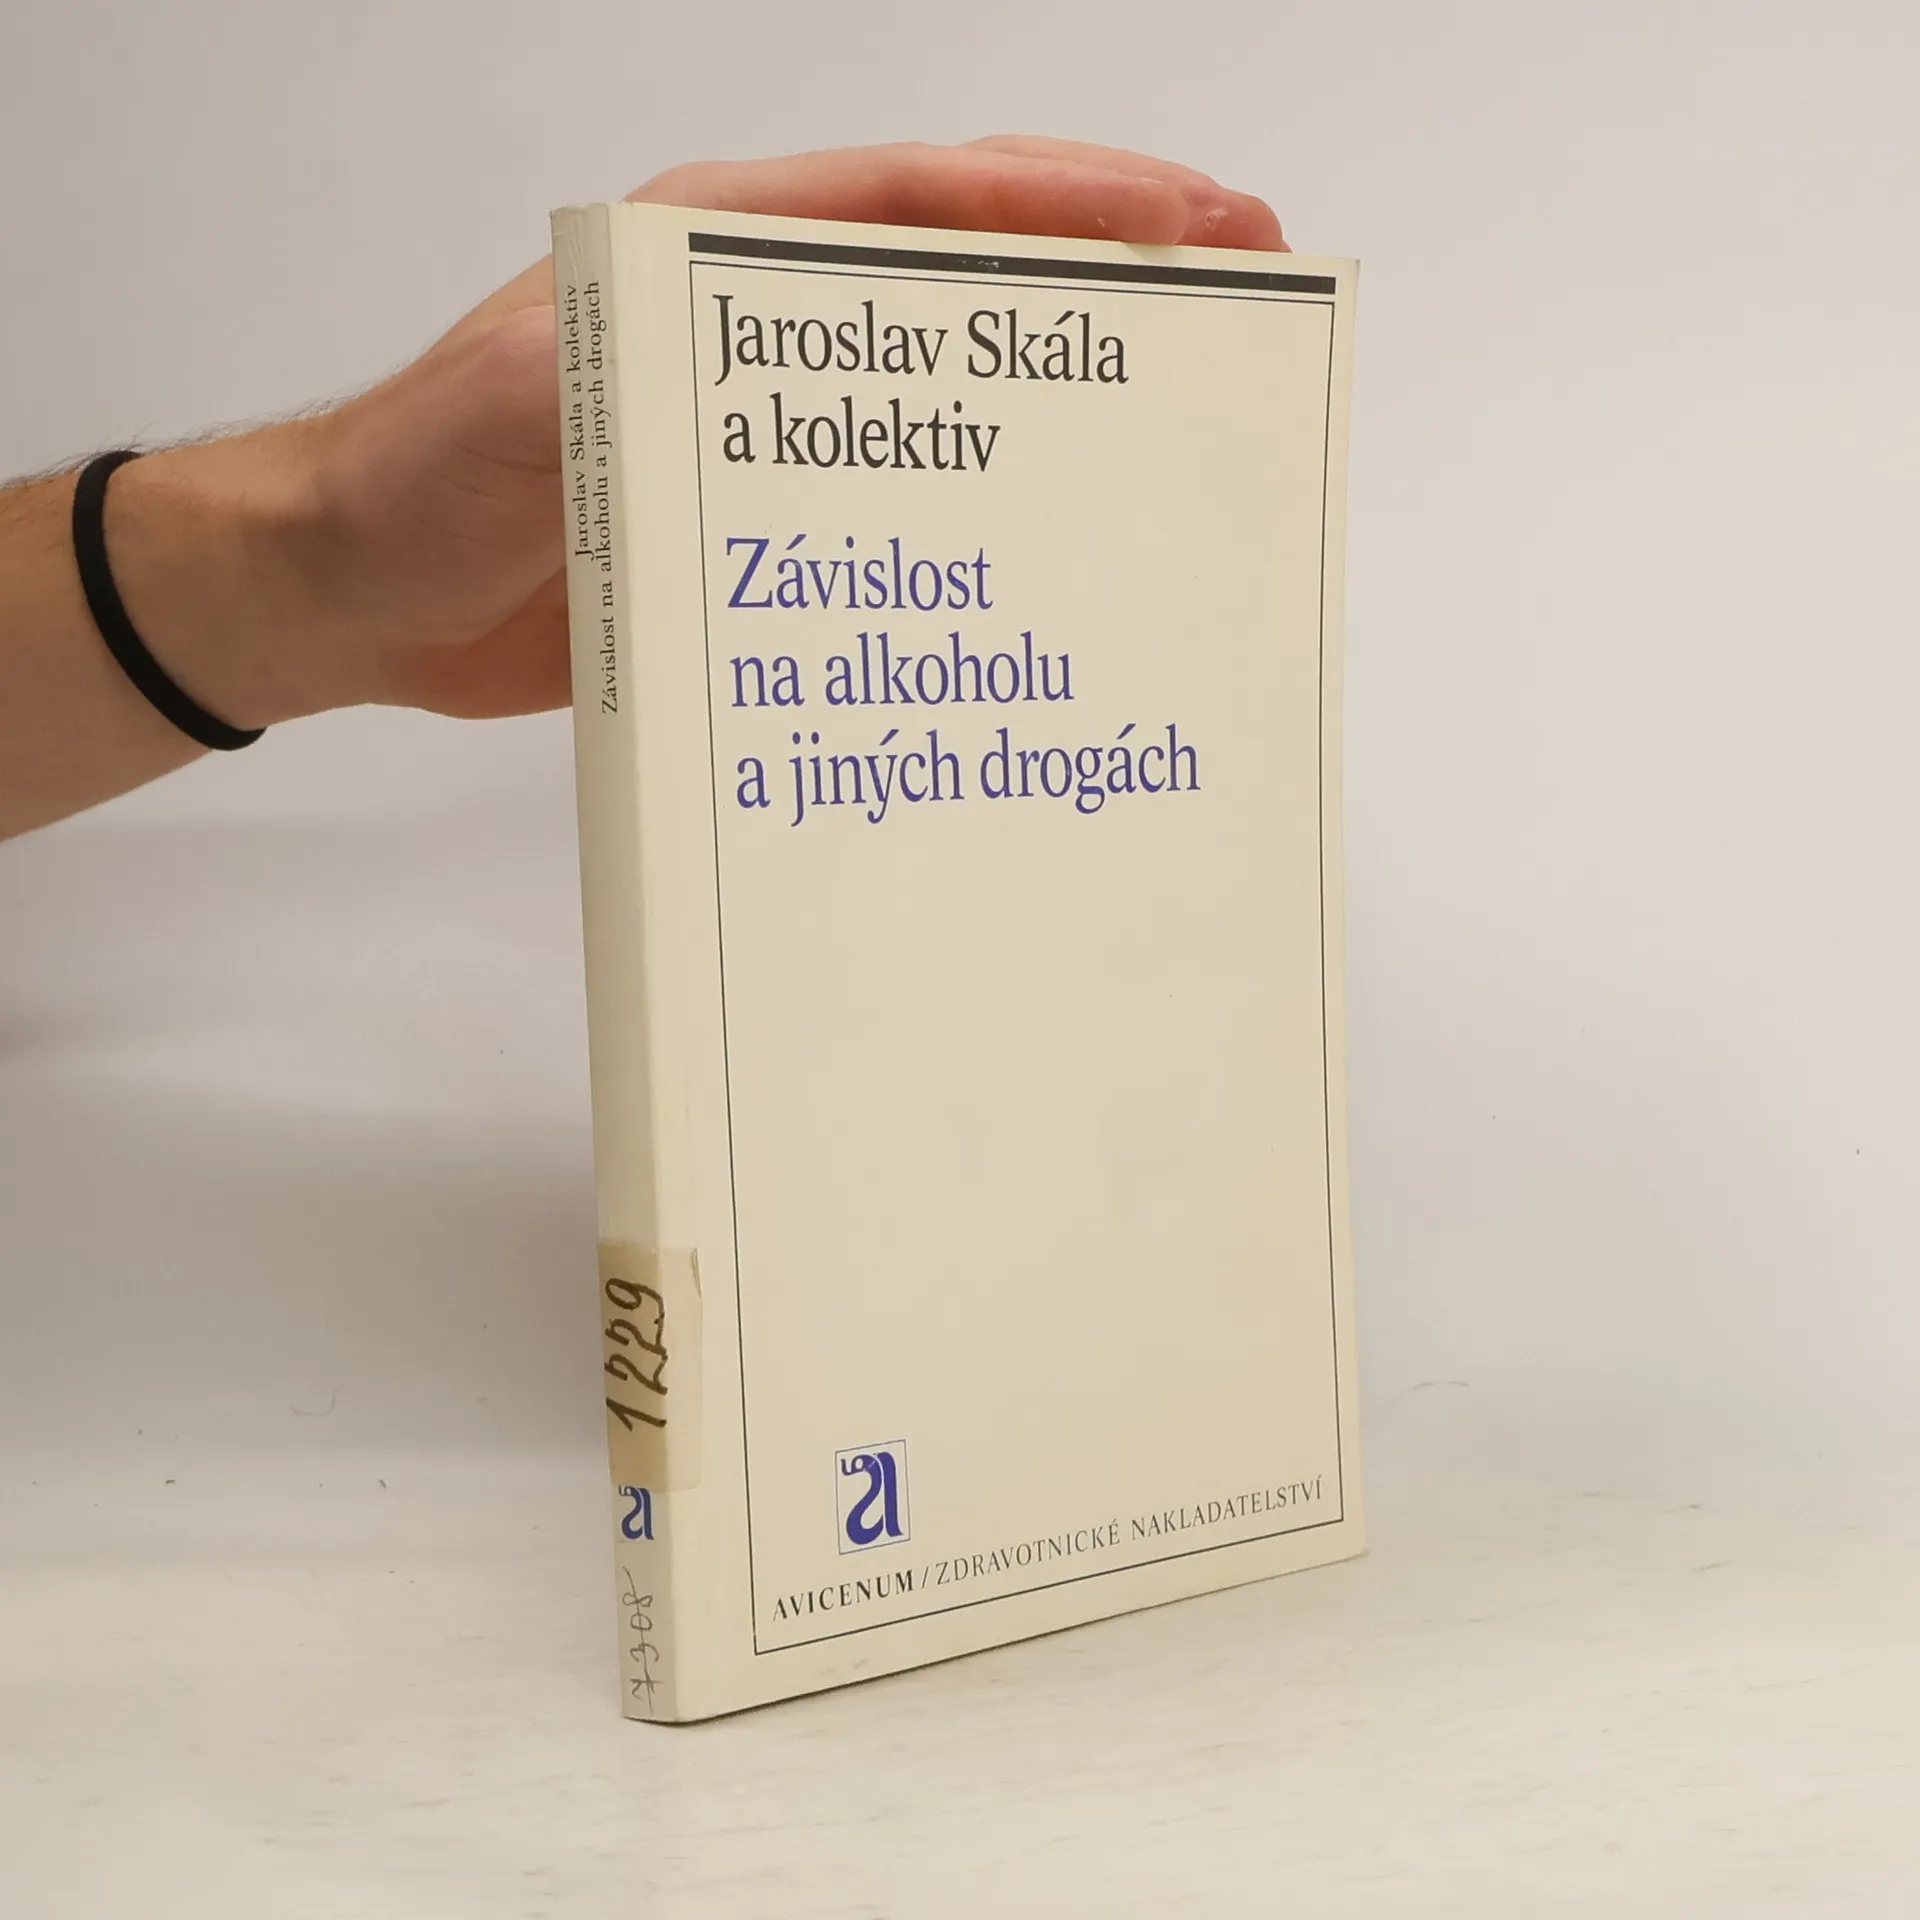 Jaroslav Skála
a kolektiv
Závislost
na alkoholu
a jiných drogách
AVICENUM / ZDRAVOTNICKÉ NAKLADATELSTVÍ
Jaroslav Skála a kolektiv
Závislost na alkoholu a jiných drogách
1229
7308